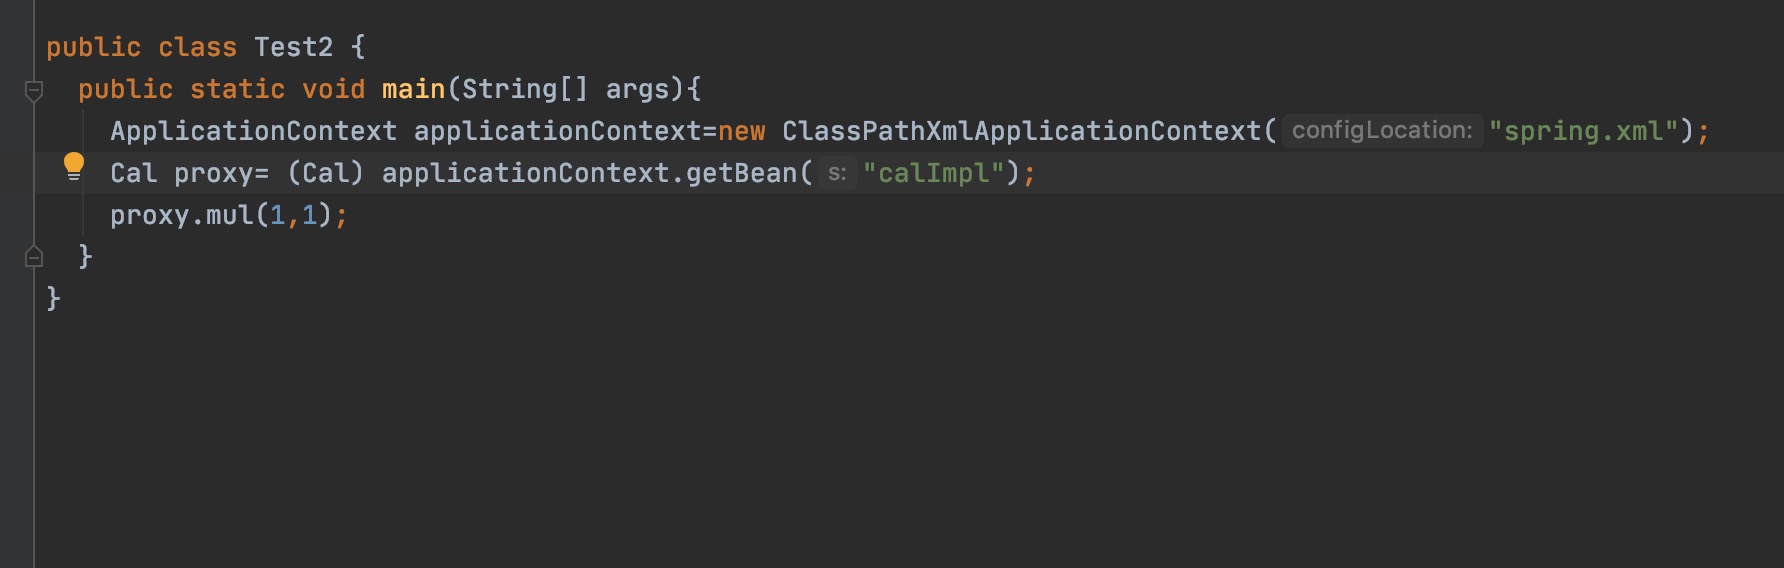 public class Test2 {
public static void main(String[] args){
ApplicationContext applicationContext=new ClassPathXmlApplicationContext( configLocation: "spring.xml");
Cal proxy= (Cal) applicationContext.getBean( s: "calImpl");
proxy.mul(1,1);
}
}